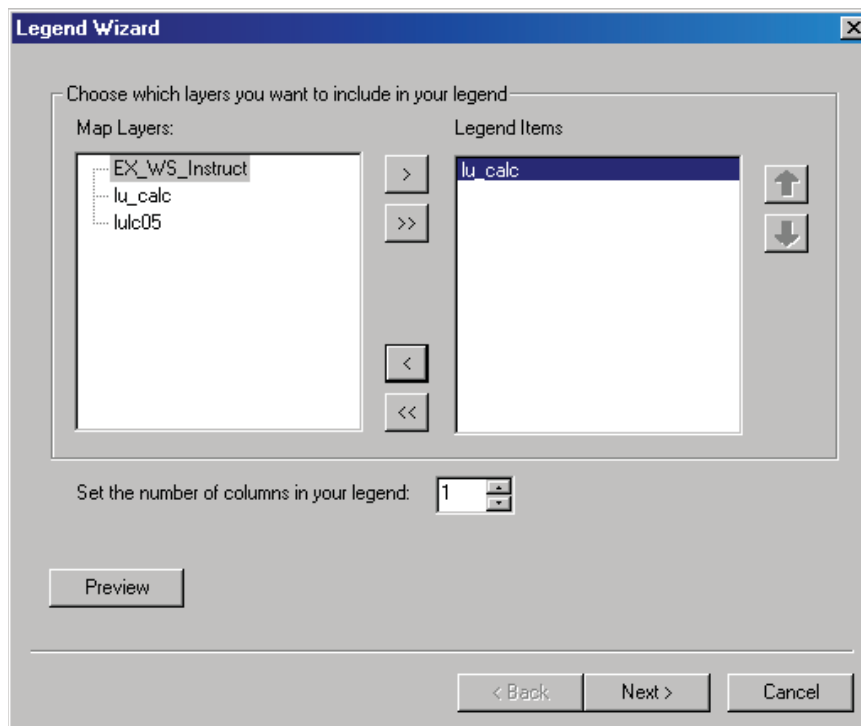 Legend Wizard
Choose which layers you want to include in your legend
Map Layers:
Legend Items
EX_WS_Instruct
lu_calc
lulc05
>
>>
<
<<
lu_calc
Set the number of columns in your legend:
1
Preview
< Back
Next >
Cancel